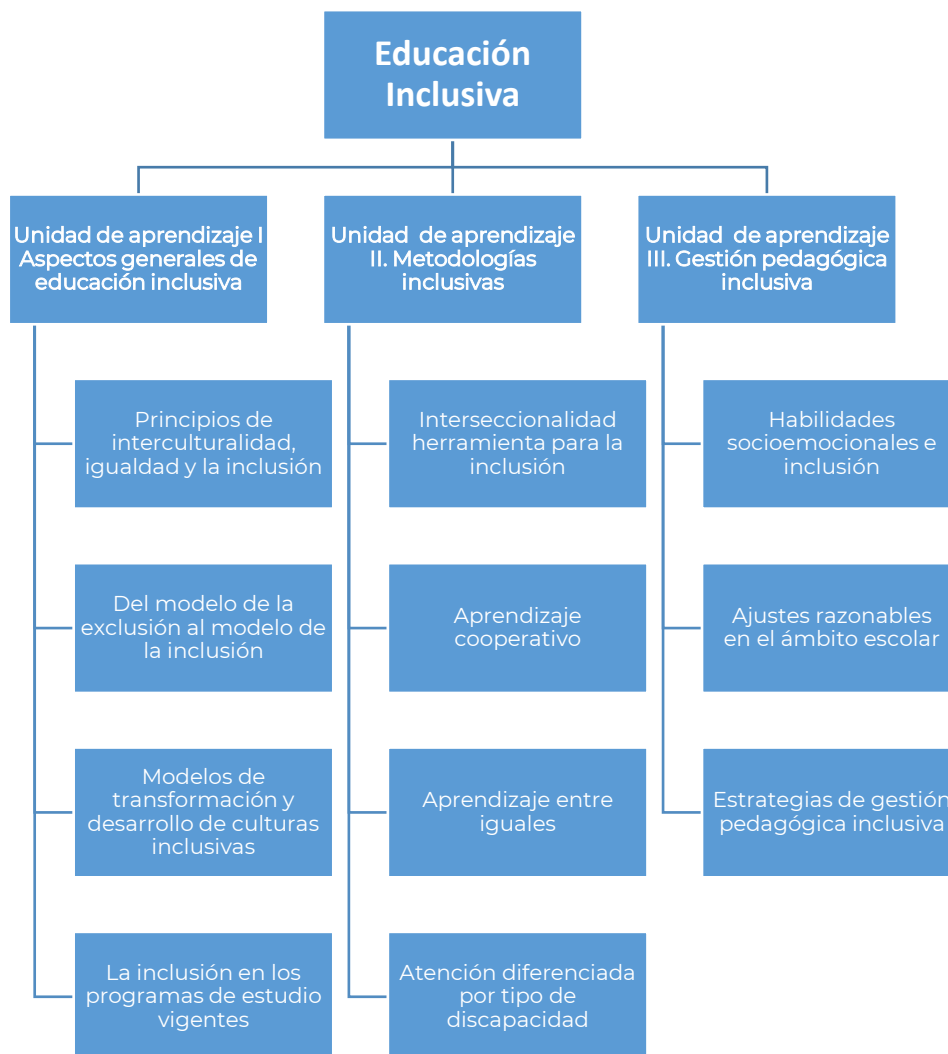 Educación
Inclusiva
Unidad de aprendizaje I
Aspectos generales de
educación inclusiva
Principios de
interculturalidad,
igualdad y la inclusión
Del modelo de la
exclusión al modelo de
la inclusión
Modelos de
transformación y
desarrollo de culturas
inclusivas
La inclusión en los
programas de estudio
vigentes
Unidad de aprendizaje
II. Metodologías
inclusivas
Interseccionalidad
herramienta para la
inclusión
Aprendizaje
cooperativo
Aprendizaje entre
iguales
Atención diferenciada
por tipo de
discapacidad
Unidad de aprendizaje
III. Gestión pedagógica
inclusiva
Habilidades
socioemocionales e
inclusión
Ajustes razonables
en el ámbito escolar
Estrategias de gestión
pedagógica inclusiva